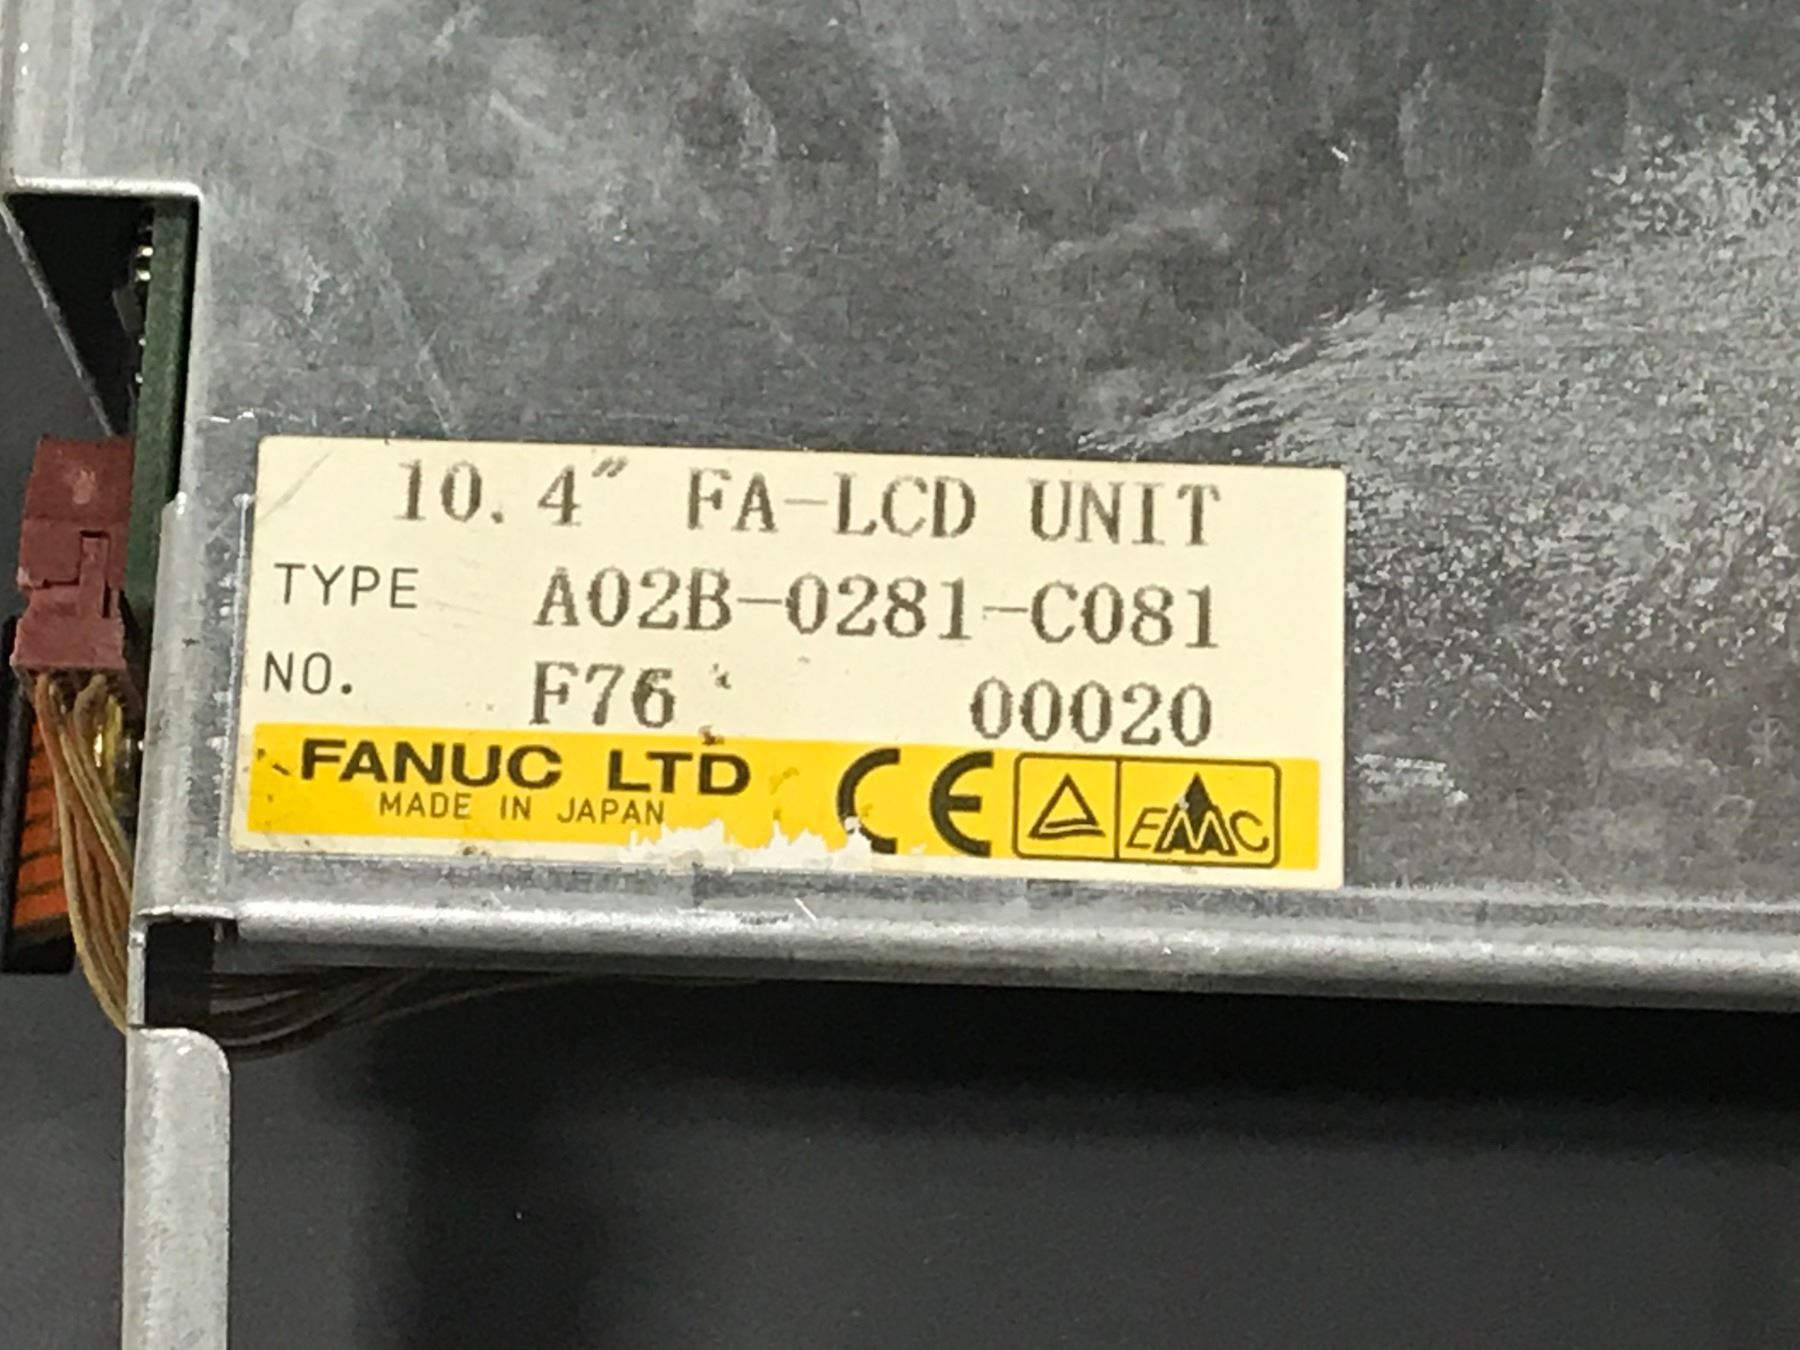 10.4″ FA-LCD UNIT
TYPE A02B-0281-C081
NO. F76 00020
FANUC LTD
MADE IN JAPAN
CE
EMC